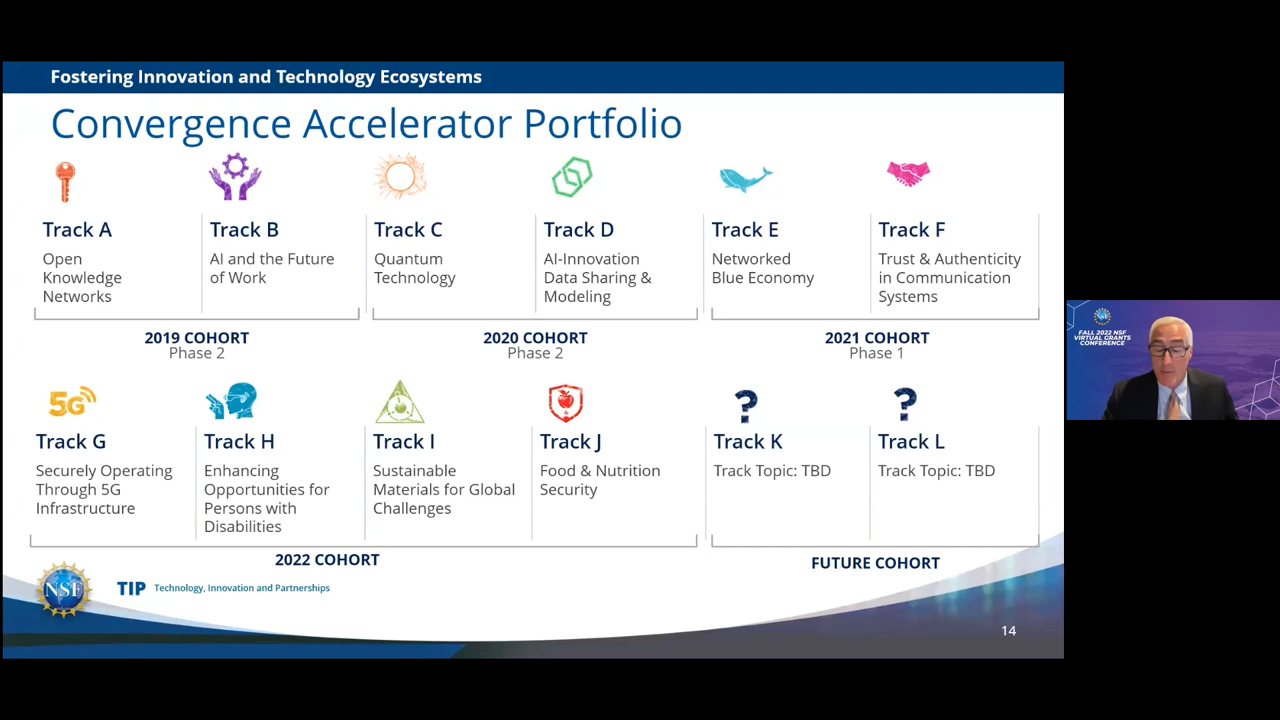 Fostering Innovation and Technology Ecosystems
Convergence Accelerator Portfolio
Track A
Open
Knowledge
Networks
Track B
AI and the Future
of Work
Track C
Quantum
Technology
Track D
AI-Innovation
Data Sharing &
Modeling
Track E
Networked
Blue Economy
Track F
Trust & Authenticity
in Communication
Systems
2019 COHORT
Phase 2
2020 COHORT
Phase 2
2021 COHORT
Phase 1
5G
Track G
Securely Operating
Through 5G
Infrastructure
Track H
Enhancing
Opportunities for
Persons with
Disabilities
Track I
Sustainable
Materials for Global
Challenges
Track J
Food & Nutrition
Security
?
Track K
Track Topic: TBD
?
Track L
Track Topic: TBD
2022 COHORT
FUTURE COHORT
NSF
TIP Technology, Innovation and Partnerships
14
NSF
FALL 2022 NSF
VIRTUAL GRANTS
CONFERENCE